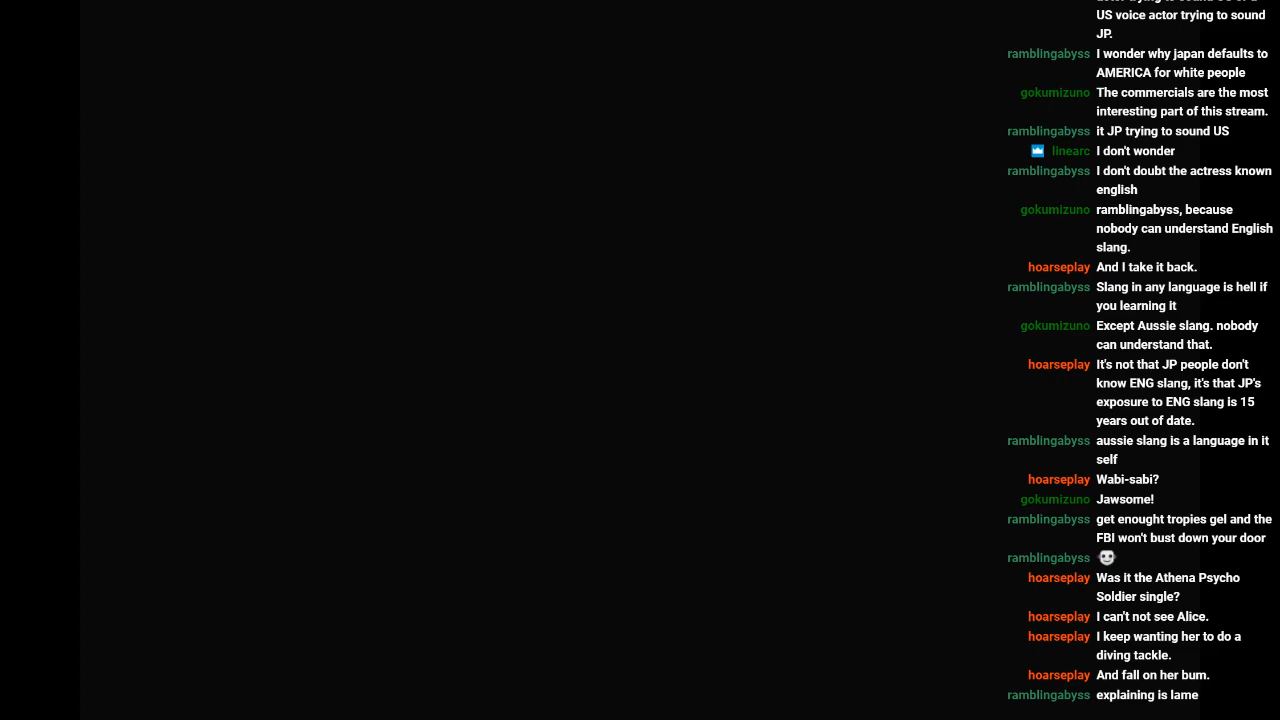 US voice actor trying to sound
JP.
ramblingabyss I wonder why japan defaults to
AMERICA for white people
gokumizuno The commercials are the most
interesting part of this stream.
ramblingabyss it JP trying to sound US
linearc I don't wonder
ramblingabyss I don't doubt the actress known
english
gokumizuno ramblingabyss, because
nobody can understand English
slang.
hoarseplay And I take it back.
ramblingabyss Slang in any language is hell if
you learning it
gokumizuno Except Aussie slang. nobody
can understand that.
hoarseplay It's not that JP people don't
know ENG slang, it's that JP's
exposure to ENG slang is 15
years out of date.
ramblingabyss aussie slang is a language in it
self
hoarseplay Wabi-sabi?
gokumizuno Jawsome!
ramblingabyss get enought tropies gel and the
FBI won't bust down your door
ramblingabyss
hoarseplay Was it the Athena Psycho
Soldier single?
hoarseplay I can't not see Alice.
hoarseplay I keep wanting her to do a
diving tackle.
hoarseplay And fall on her bum.
ramblingabyss explaining is lame